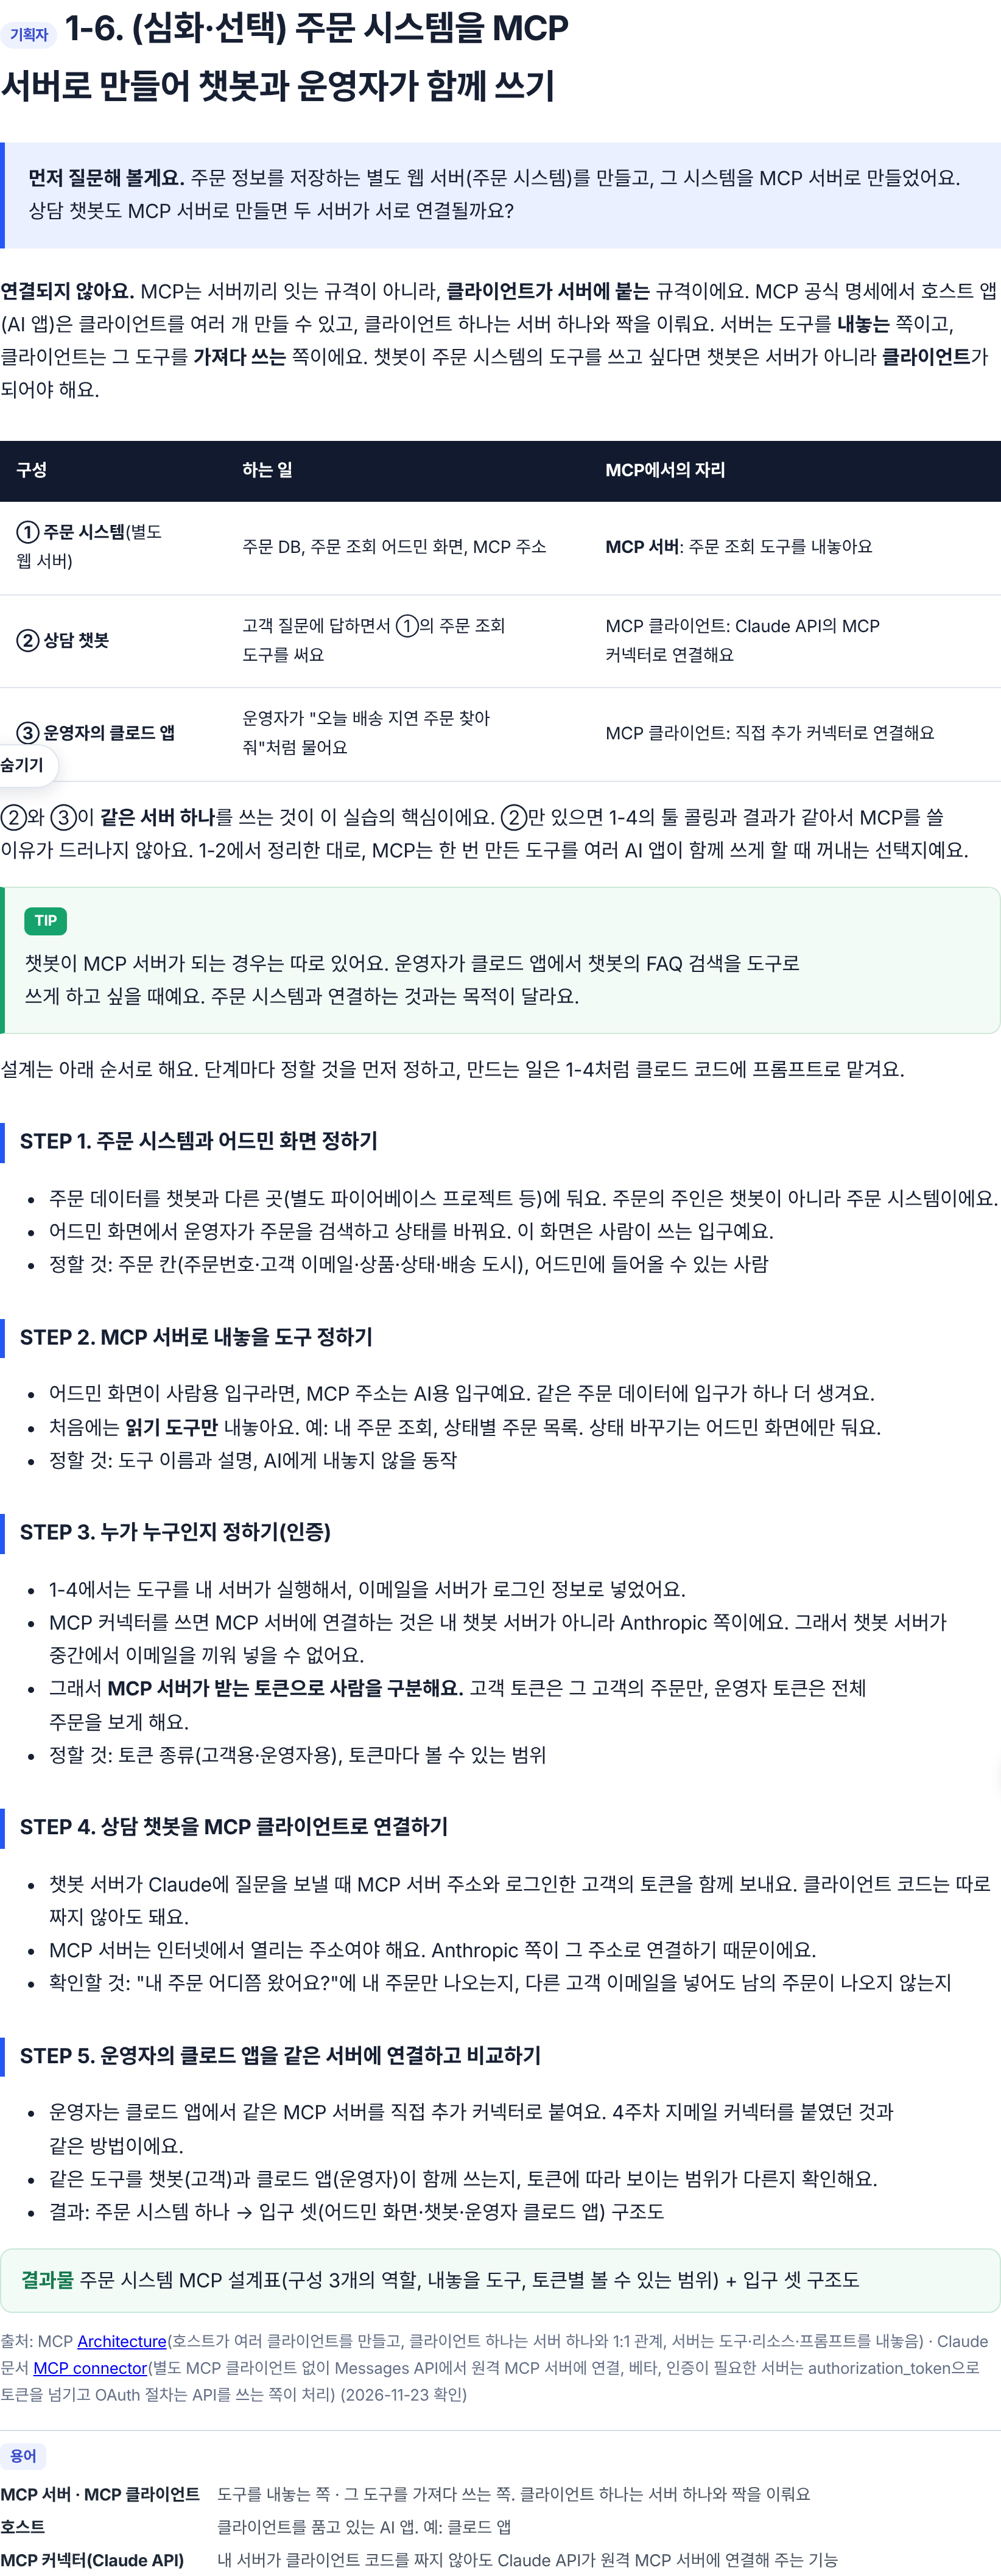 기획자 1-6. (심화·선택) 주문 시스템을 MCP
서버로 만들어 챗봇과 운영자가 함께 쓰기
먼저 질문해 볼게요. 주문 정보를 저장하는 별도 웹 서버(주문 시스템)를 만들고, 그 시스템을 MCP 서버로 만들었어요.
상담 챗봇도 MCP 서버로 만들면 두 서버가 서로 연결될까요?
연결되지 않아요. MCP는 서버끼리 잇는 규격이 아니라, 클라이언트가 서버에 붙는 규격이에요. MCP 공식 명세에서 호스트 앱
(AI 앱)은 클라이언트를 여러 개 만들 수 있고, 클라이언트 하나는 서버 하나와 짝을 이뤄요. 서버는 도구를 내놓는 쪽이고,
클라이언트는 그 도구를 가져다 쓰는 쪽이에요. 챗봇이 주문 시스템의 도구를 쓰고 싶다면 챗봇은 서버가 아니라 클라이언트가
되어야 해요.
구성 하는 일 MCP에서의 자리
① 주문 시스템(별도
웹 서버)
주문 DB, 주문 조회 어드민 화면, MCP 주소
MCP 서버: 주문 조회 도구를 내놓아요
② 상담 챗봇
고객 질문에 답하면서 ①의 주문 조회
도구를 써요
MCP 클라이언트: Claude API의 MCP
커넥터로 연결해요
③ 운영자의 클로드 앱
운영자가 "오늘 배송 지연 주문 찾아
줘"처럼 물어요
MCP 클라이언트: 직접 추가 커넥터로 연결해요
숨기기
②와 ③이 같은 서버 하나를 쓰는 것이 이 실습의 핵심이에요. ②만 있으면 1-4의 툴 콜링과 결과가 같아서 MCP를 쓸
이유가 드러나지 않아요. 1-2에서 정리한 대로, MCP는 한 번 만든 도구를 여러 AI 앱이 함께 쓰게 할 때 꺼내는 선택지예요.
TIP
챗봇이 MCP 서버가 되는 경우는 따로 있어요. 운영자가 클로드 앱에서 챗봇의 FAQ 검색을 도구로
쓰게 하고 싶을 때예요. 주문 시스템과 연결하는 것과는 목적이 달라요.
설계는 아래 순서로 해요. 단계마다 정할 것을 먼저 정하고, 만드는 일은 1-4처럼 클로드 코드에 프롬프트로 맡겨요.
STEP 1. 주문 시스템과 어드민 화면 정하기
• 주문 데이터를 챗봇과 다른 곳(별도 파이어베이스 프로젝트 등)에 둬요. 주문의 주인은 챗봇이 아니라 주문 시스템이에요.
• 어드민 화면에서 운영자가 주문을 검색하고 상태를 바꿔요. 이 화면은 사람이 쓰는 입구예요.
• 정할 것: 주문 칸(주문번호·고객 이메일·상품·상태·배송 도시), 어드민에 들어올 수 있는 사람
STEP 2. MCP 서버로 내놓을 도구 정하기
• 어드민 화면이 사람용 입구라면, MCP 주소는 AI용 입구예요. 같은 주문 데이터에 입구가 하나 더 생겨요.
• 처음에는 읽기 도구만 내놓아요. 예: 내 주문 조회, 상태별 주문 목록. 상태 바꾸기는 어드민 화면에만 둬요.
• 정할 것: 도구 이름과 설명, AI에게 내놓지 않을 동작
STEP 3. 누가 누구인지 정하기(인증)
• 1-4에서는 도구를 내 서버가 실행해서, 이메일을 서버가 로그인 정보로 넣었어요.
• MCP 커넥터를 쓰면 MCP 서버에 연결하는 것은 내 챗봇 서버가 아니라 Anthropic 쪽이에요. 그래서 챗봇 서버가
중간에서 이메일을 끼워 넣을 수 없어요.
• 그래서 MCP 서버가 받는 토큰으로 사람을 구분해요. 고객 토큰은 그 고객의 주문만, 운영자 토큰은 전체
주문을 보게 해요.
• 정할 것: 토큰 종류(고객용·운영자용), 토큰마다 볼 수 있는 범위
STEP 4. 상담 챗봇을 MCP 클라이언트로 연결하기
• 챗봇 서버가 Claude에 질문을 보낼 때 MCP 서버 주소와 로그인한 고객의 토큰을 함께 보내요. 클라이언트 코드는 따로
짜지 않아도 돼요.
• MCP 서버는 인터넷에서 열리는 주소여야 해요. Anthropic 쪽이 그 주소로 연결하기 때문이에요.
• 확인할 것: "내 주문 어디쯤 왔어요?"에 내 주문만 나오는지, 다른 고객 이메일을 넣어도 남의 주문이 나오지 않는지
STEP 5. 운영자의 클로드 앱을 같은 서버에 연결하고 비교하기
• 운영자는 클로드 앱에서 같은 MCP 서버를 직접 추가 커넥터로 붙여요. 4주차 지메일 커넥터를 붙였던 것과
같은 방법이에요.
• 같은 도구를 챗봇(고객)과 클로드 앱(운영자)이 함께 쓰는지, 토큰에 따라 보이는 범위가 다른지 확인해요.
• 결과: 주문 시스템 하나 → 입구 셋(어드민 화면·챗봇·운영자 클로드 앱) 구조도
결과물 주문 시스템 MCP 설계표(구성 3개의 역할, 내놓을 도구, 토큰별 볼 수 있는 범위) + 입구 셋 구조도
출처: MCP Architecture(호스트가 여러 클라이언트를 만들고, 클라이언트 하나는 서버 하나와 1:1 관계, 서버는 도구·리소스·프롬프트를 내놓음) · Claude
문서 MCP connector(별도 MCP 클라이언트 없이 Messages API에서 원격 MCP 서버에 연결, 베타, 인증이 필요한 서버는 authorization_token으로
토큰을 넘기고 OAuth 절차는 API를 쓰는 쪽이 처리) (2026-11-23 확인)
용어
MCP 서버 · MCP 클라이언트 도구를 내놓는 쪽 · 그 도구를 가져다 쓰는 쪽. 클라이언트 하나는 서버 하나와 짝을 이뤄요
호스트 클라이언트를 품고 있는 AI 앱. 예: 클로드 앱
MCP 커넥터(Claude API) 내 서버가 클라이언트 코드를 짜지 않아도 Claude API가 원격 MCP 서버에 연결해 주는 기능